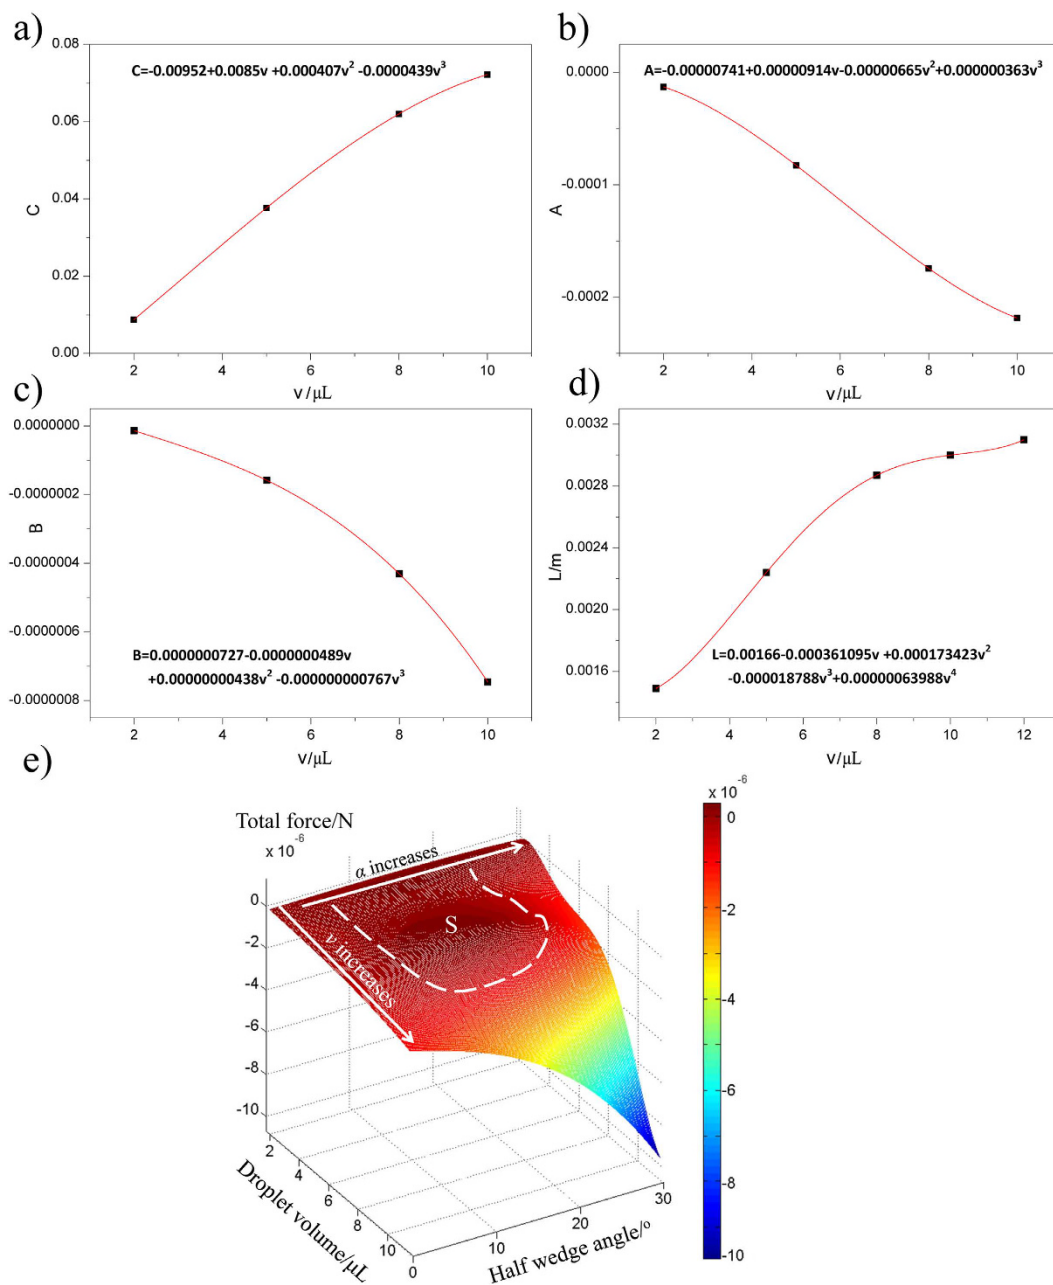 a)
C=-0.00952+0.0085v +0.000407v² -0.0000439v³
0.08
0.06
0.04
0.02
0.00
C
2 4 6 8 10
v/μL
b)
A=-0.00000741+0.00000914v-0.00000665v²+0.000000363v³
0.0000
-0.0001
-0.0002
A
2 4 6 8 10
v/μL
c)
0.0000000
-0.0000002
-0.0000004
-0.0000006
-0.0000008
B
B=0.0000000727-0.0000000489v
+0.00000000438v² -0.000000000767v³
2 4 6 8 10
v/μL
d)
0.0032
0.0028
0.0024
0.0020
0.0016
L/m
L=0.00166-0.000361095v +0.000173423v²
-0.000018788v³+0.00000063988v⁴
2 4 6 8 10 12
v/μL
e)
Total force/N
x 10⁻⁶
0
-2
-4
-6
-8
-10
α increases
v increases
S
2
4
6
8
10
Droplet volume/μL
0
10
20
30
Half wedge angle/°
x 10⁻⁶
0
-2
-4
-6
-8
-10